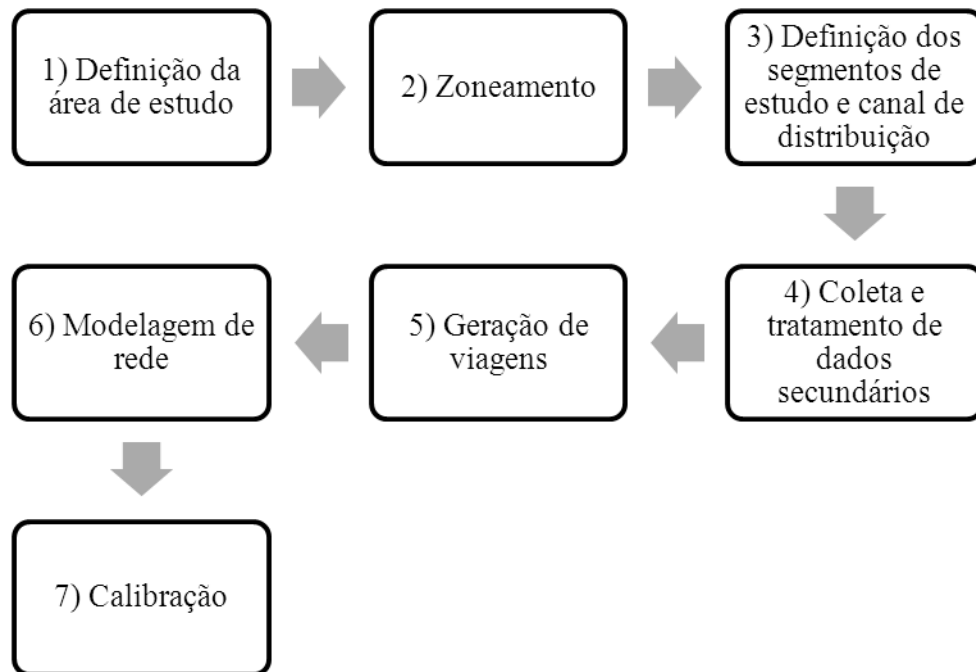 1) Definição da
área de estudo
2) Zoneamento
3) Definição dos
segmentos de
estudo e canal de
distribuição
4) Coleta e
tratamento de
dados
secundários
5) Geração de
viagens
6) Modelagem de
rede
7) Calibração